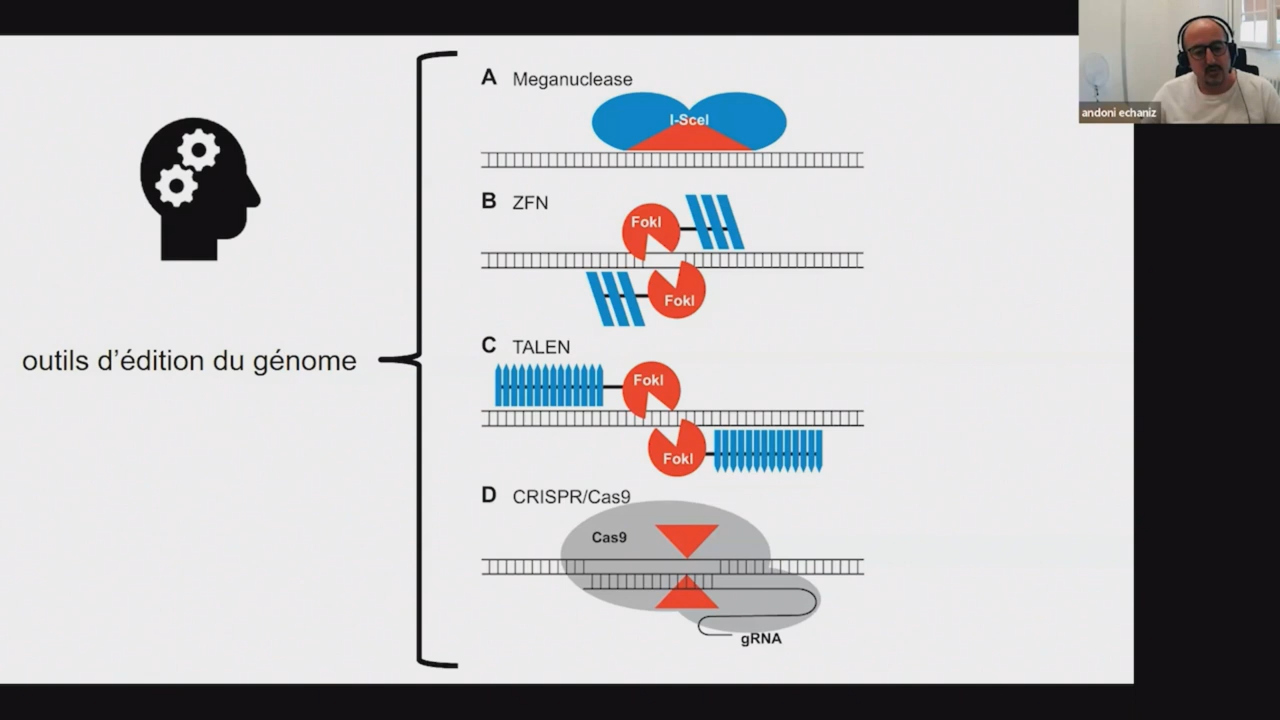 andoni echaniz
outils d'édition du génome
A Meganuclease
I-SceI
B ZFN
FokI
FokI
C TALEN
FokI
FokI
D CRISPR/Cas9
Cas9
gRNA